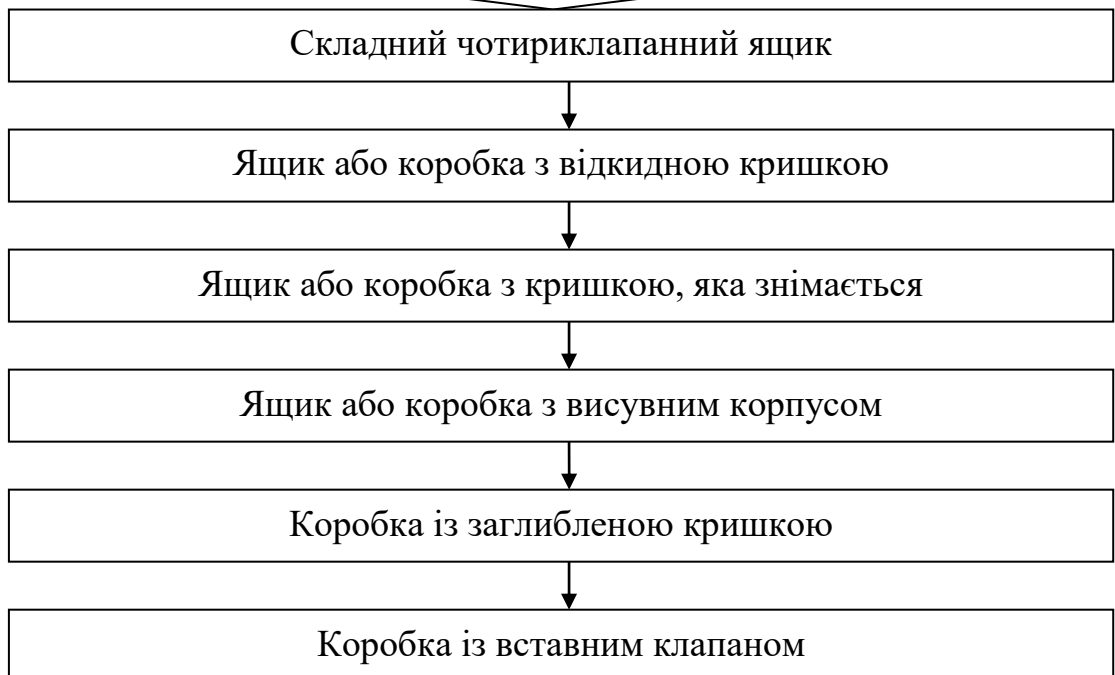 Складний чотириклапанний ящик
Ящик або коробка з відкидною кришкою
Ящик або коробка з кришкою, яка знімається
Ящик або коробка з висувним корпусом
Коробка із заглибленою кришкою
Коробка із вставним клапаном